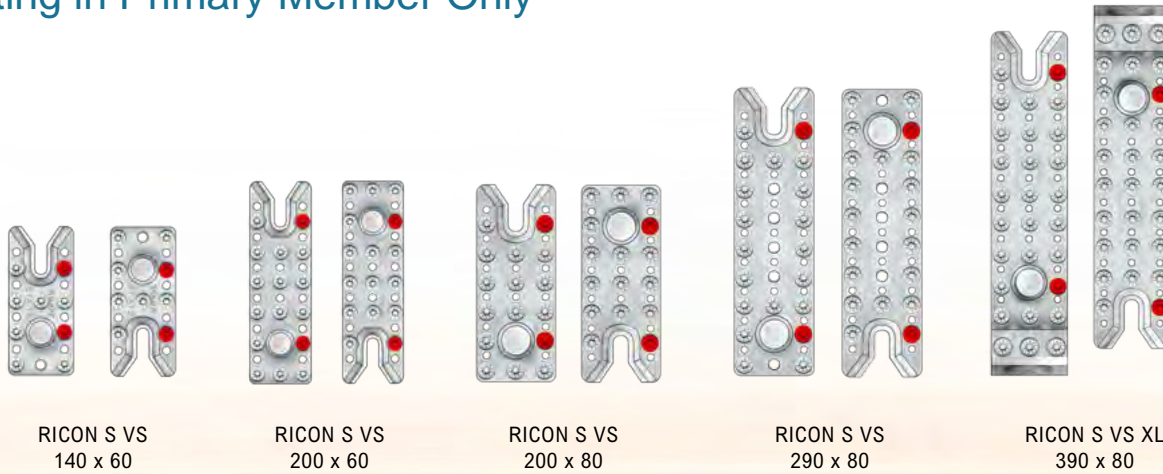 ting in Primary Member Only
RICON S VS
140 x 60
RICON S VS
200 x 60
RICON S VS
200 x 80
RICON S VS
290 x 80
RICON S VS XL
390 x 80